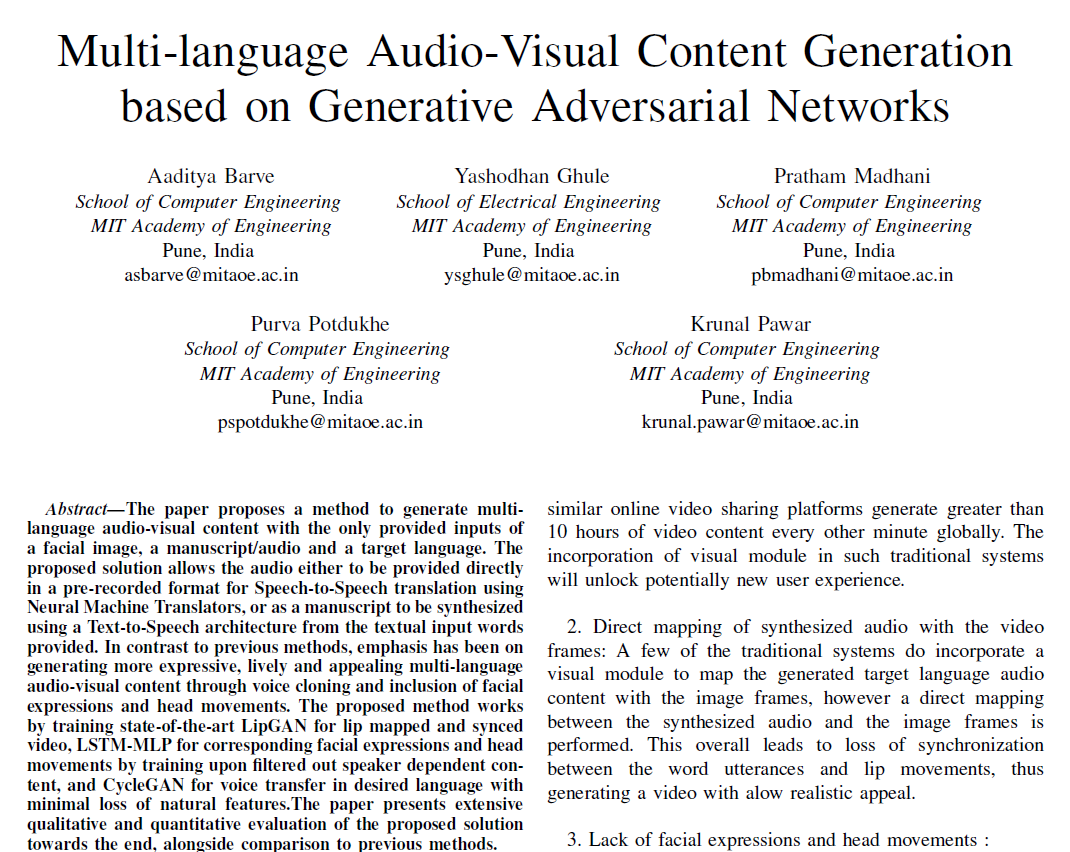 Multi-language Audio-Visual Content Generation
based on Generative Adversarial Networks
Aaditya Barve
School of Computer Engineering
MIT Academy of Engineering
Pune, India
asbarve@mitaoe.ac.in
Yashodhan Ghule
School of Electrical Engineering
MIT Academy of Engineering
Pune, India
ysghule@mitaoe.ac.in
Pratham Madhani
School of Computer Engineering
MIT Academy of Engineering
Pune, India
pbmadhani@mitaoe.ac.in
Purva Potdukhe
School of Computer Engineering
MIT Academy of Engineering
Pune, India
pspotdukhe@mitaoe.ac.in
Krunal Pawar
School of Computer Engineering
MIT Academy of Engineering
Pune, India
krunal.pawar@mitaoe.ac.in
Abstract—The paper proposes a method to generate multi-
language audio-visual content with the only provided inputs of
a facial image, a manuscript/audio and a target language. The
proposed solution allows the audio either to be provided directly
in a pre-recorded format for Speech-to-Speech translation using
Neural Machine Translators, or as a manuscript to be synthesized
using a Text-to-Speech architecture from the textual input words
provided. In contrast to previous methods, emphasis has been on
generating more expressive, lively and appealing multi-language
audio-visual content through voice cloning and inclusion of facial
expressions and head movements. The proposed method works
by training state-of-the-art LipGAN for lip mapped and synced
video, LSTM-MLP for corresponding facial expressions and head
movements by training upon filtered out speaker dependent con-
tent, and CycleGAN for voice transfer in desired language with
minimal loss of natural features.The paper presents extensive
qualitative and quantitative evaluation of the proposed solution
towards the end, alongside comparison to previous methods.
similar online video sharing platforms generate greater than
10 hours of video content every other minute globally. The
incorporation of visual module in such traditional systems
will unlock potentially new user experience.
2. Direct mapping of synthesized audio with the video
frames: A few of the traditional systems do incorporate a
visual module to map the generated target language audio
content with the image frames, however a direct mapping
between the synthesized audio and the image frames is
performed. This overall leads to loss of synchronization
between the word utterances and lip movements, thus
generating a video with alow realistic appeal.
3. Lack of facial expressions and head movements :